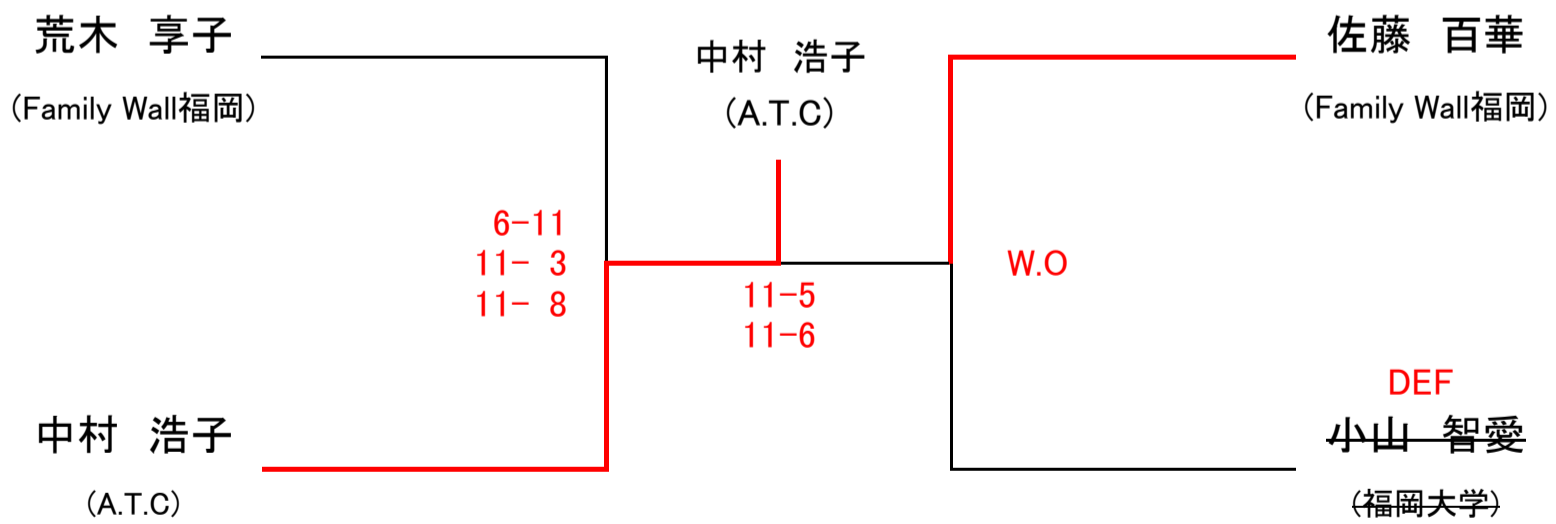 荒木　享子
(Family Wall福岡)
中村　浩子
(A.T.C)
佐藤　百華
(Family Wall福岡)
6-11
11- 3
11- 8
11-5
11-6
W.O
中村　浩子
(A.T.C)
DEF
小山　智愛
(福岡大学)